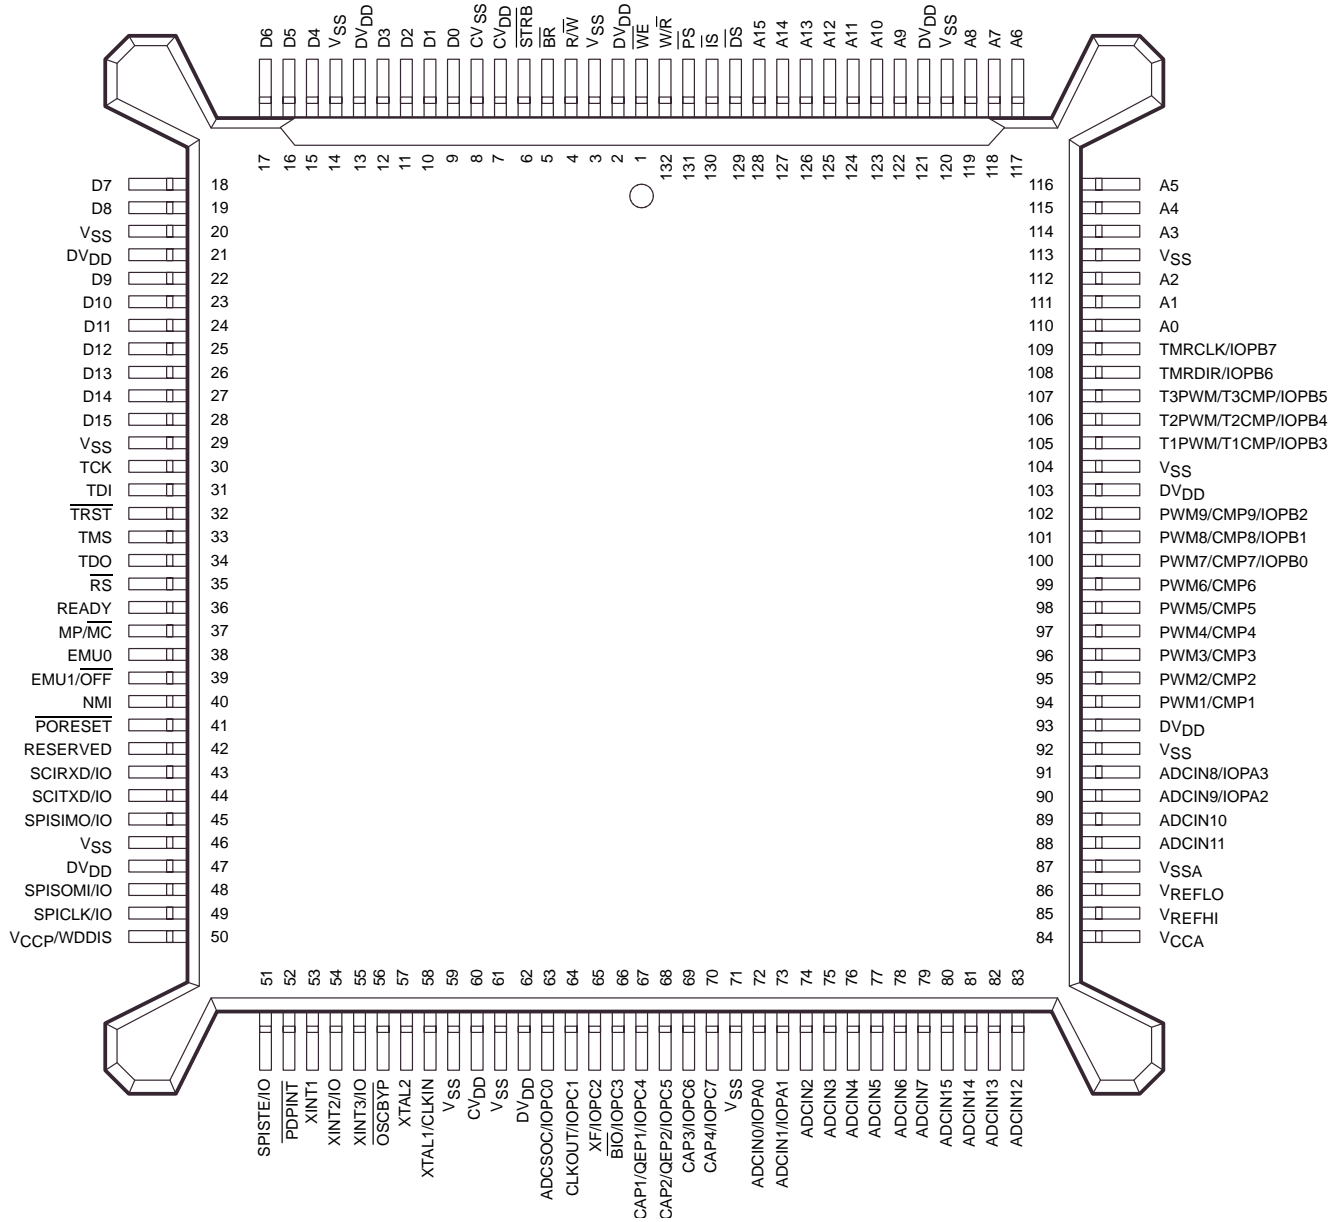 D6 D5 D4 VSS DVDD D3 D2 D1 D0 CVSS CVDD STRB BR R/W VSS DVDD WE W/R PS IS DS A15 A14 A13 A12 A11 A10 A9 DVDD VSS A8 A7 A6
17 16 15 14 13 12 11 10 9 8 7 6 5 4 3 2 1 132 131 130 129 128 127 126 125 124 123 122 121 120 119 118 117
D7 18 116 A5
D8 19 115 A4
VSS 20 114 A3
DVDD 21 113 VSS
D9 22 112 A2
D10 23 111 A1
D11 24 110 A0
D12 25 109 TMRCLK/IOPB7
D13 26 108 TMRDIR/IOPB6
D14 27 107 T3PWM/T3CMP/IOPB5
D15 28 106 T2PWM/T2CMP/IOPB4
VSS 29 105 T1PWM/T1CMP/IOPB3
TCK 30 104 VSS
TDI 31 103 DVDD
TRST 32 102 PWM9/CMP9/IOPB2
TMS 33 101 PWM8/CMP8/IOPB1
TDO 34 100 PWM7/CMP7/IOPB0
RS 35 99 PWM6/CMP6
READY 36 98 PWM5/CMP5
MP/MC 37 97 PWM4/CMP4
EMU0 38 96 PWM3/CMP3
EMU1/OFF 39 95 PWM2/CMP2
NMI 40 94 PWM1/CMP1
PORESET 41 93 DVDD
RESERVED 42 92 VSS
SCIRXD/IO 43 91 ADCIN8/IOPA3
SCITXD/IO 44 90 ADCIN9/IOPA2
SPISIMO/IO 45 89 ADCIN10
VSS 46 88 ADCIN11
DVDD 47 87 VSSA
SPISOMI/IO 48 86 VREFLO
SPICLK/IO 49 85 VREFHI
VCCP/WDDIS 50 84 VCCA
51 52 53 54 55 56 57 58 59 60 61 62 63 64 65 66 67 68 69 70 71 72 73 74 75 76 77 78 79 80 81 82 83
SPISTE/IO PDPINT XINT1 XINT2/IO XINT3/IO OSCBYP XTAL2 XTAL1/CLKIN VSS CVDD VSS DVDD ADCSOC/IOPC0 CLKOUT/IOPC1 XF/IOPC2 BIO/IOPC3 CAP1/QEP1/IOPC4 CAP2/QEP2/IOPC5 CAP3/IOPC6 CAP4/IOPC7 VSS ADCIN0/IOPA0 ADCIN1/IOPA1 ADCIN2 ADCIN3 ADCIN4 ADCIN5 ADCIN6 ADCIN7 ADCIN15 ADCIN14 ADCIN13 ADCIN12